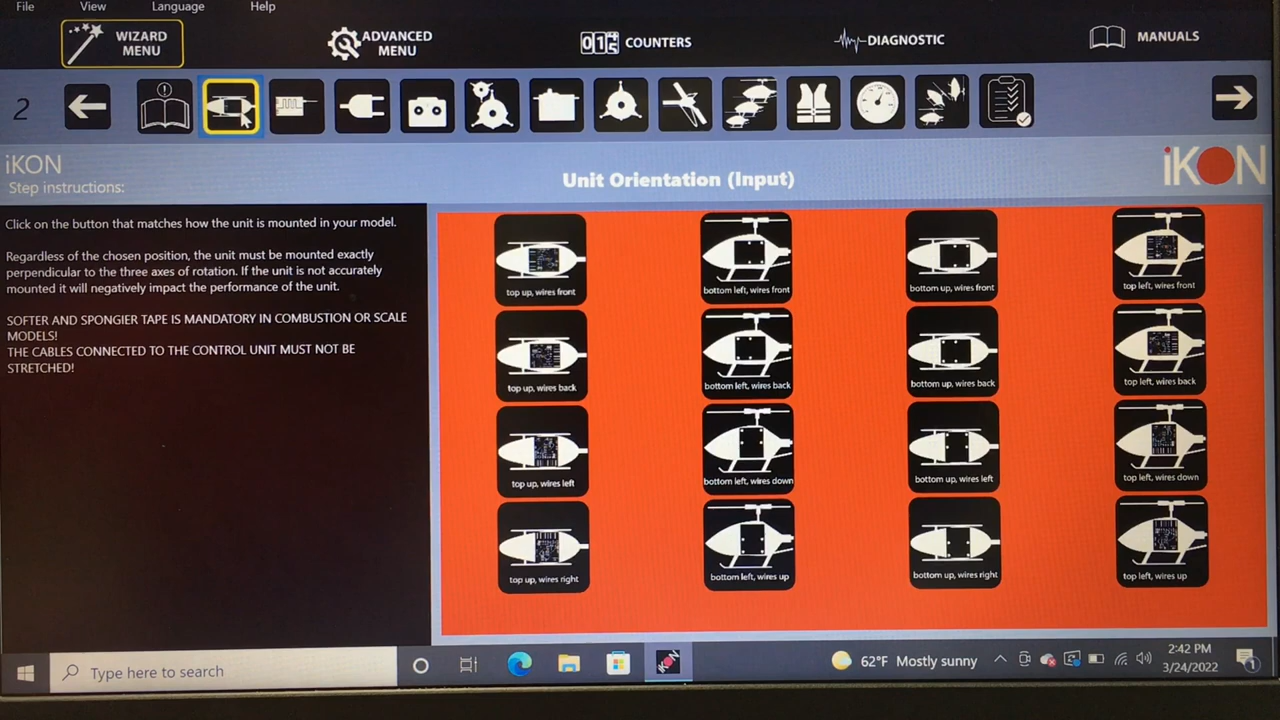 File View Language Help
WIZARD MENU
ADVANCED MENU
015 COUNTERS
DIAGNOSTIC
MANUALS
2
iKON
Step instructions:
Unit Orientation (Input)
iKON
Click on the button that matches how the unit is mounted in your model.
Regardless of the chosen position, the unit must be mounted exactly
perpendicular to the three axes of rotation. If the unit is not accurately
mounted it will negatively impact the performance of the unit.
SOFTER AND SPONGIER TAPE IS MANDATORY IN COMBUSTION OR SCALE
MODELS!
THE CABLES CONNECTED TO THE CONTROL UNIT MUST NOT BE
STRETCHED!
top up, wires front
bottom left, wires front
bottom up, wires front
top left, wires front
top up, wires back
bottom left, wires back
bottom up, wires back
top left, wires back
top up, wires left
bottom left, wires down
bottom up, wires left
top left, wires down
top up, wires right
bottom left, wires up
bottom up, wires right
top left, wires up
Type here to search
62°F Mostly sunny
2:42 PM
3/24/2022
1